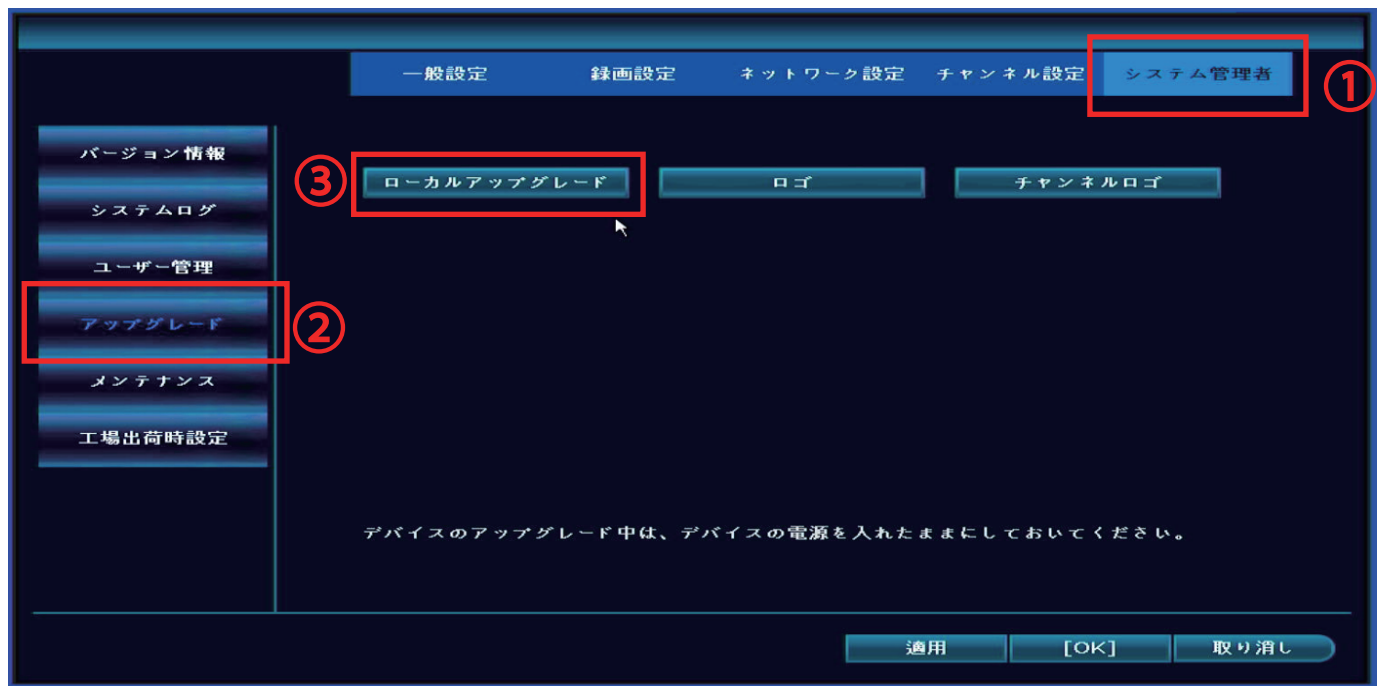 一般設定 録画設定 ネットワーク設定 チャンネル設定 システム管理者
①
バージョン情報
システムログ
ユーザー管理
アップグレード
②
メンテナンス
工場出荷時設定
③
ローカルアップグレード ロゴ チャンネルロゴ
デバイスのアップグレード中は、デバイスの電源を入れたままにしておいてください。
適用 [OK] 取り消し